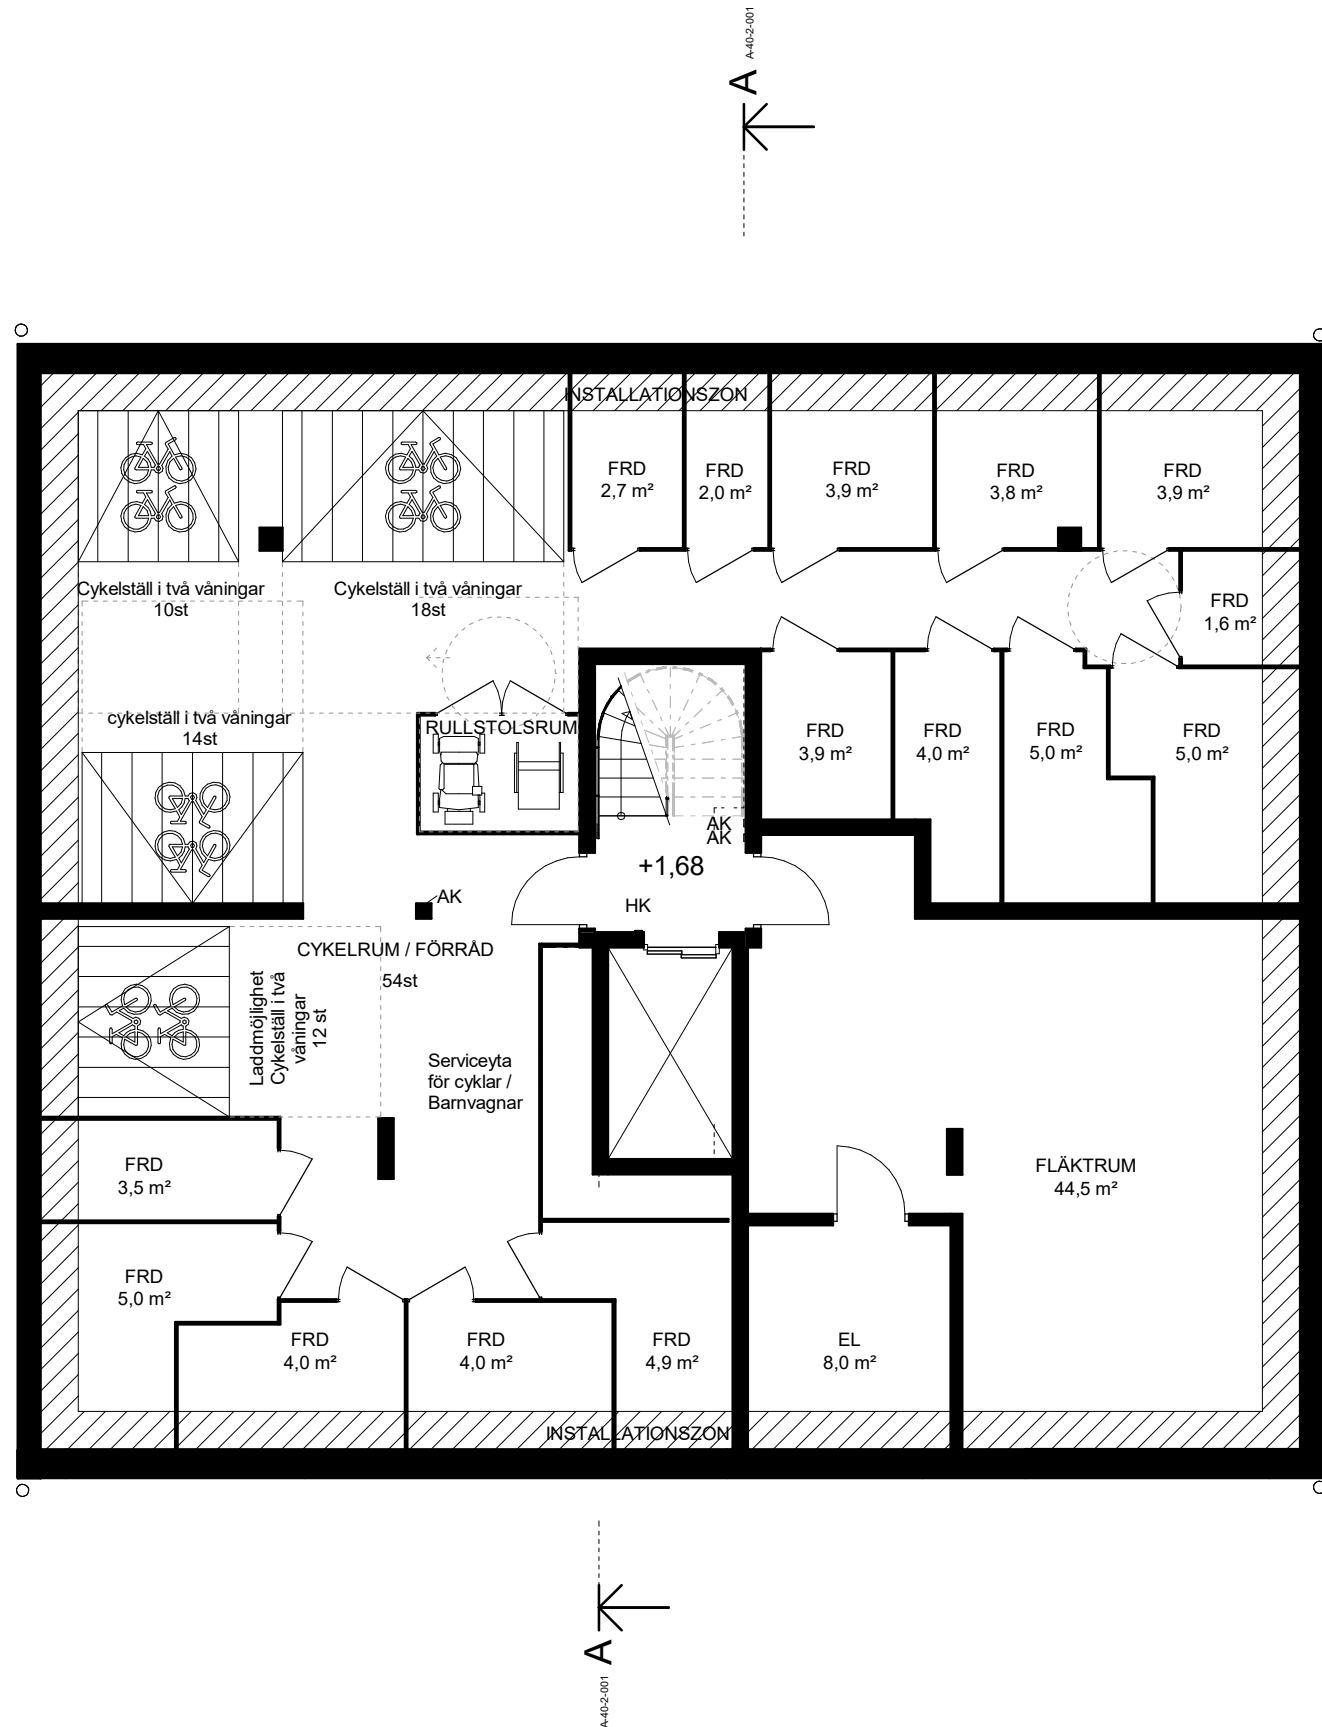 A-40-2-001
A
INSTALLATIONSZON
FRD
2,7 m²
FRD
2,0 m²
FRD
3,9 m²
FRD
3,8 m²
FRD
3,9 m²
Cykelställ i två våningar
10st
Cykelställ i två våningar
18st
FRD
1,6 m²
cykelställ i två våningar
14st
RULLSTOLSRUM
FRD
3,9 m²
FRD
4,0 m²
FRD
5,0 m²
FRD
5,0 m²
AK
AK
+1,68
HK
AK
CYKELRUM / FÖRRÅD
54st
Laddmöjlighet
Cykelställ i två
våningar
12 st
Serviceyta
för cyklar /
Barnvagnar
FRD
3,5 m²
FLÄKTRUM
44,5 m²
FRD
5,0 m²
FRD
4,0 m²
FRD
4,0 m²
FRD
4,9 m²
EL
8,0 m²
INSTALLATIONSZON
A
A-40-2-001